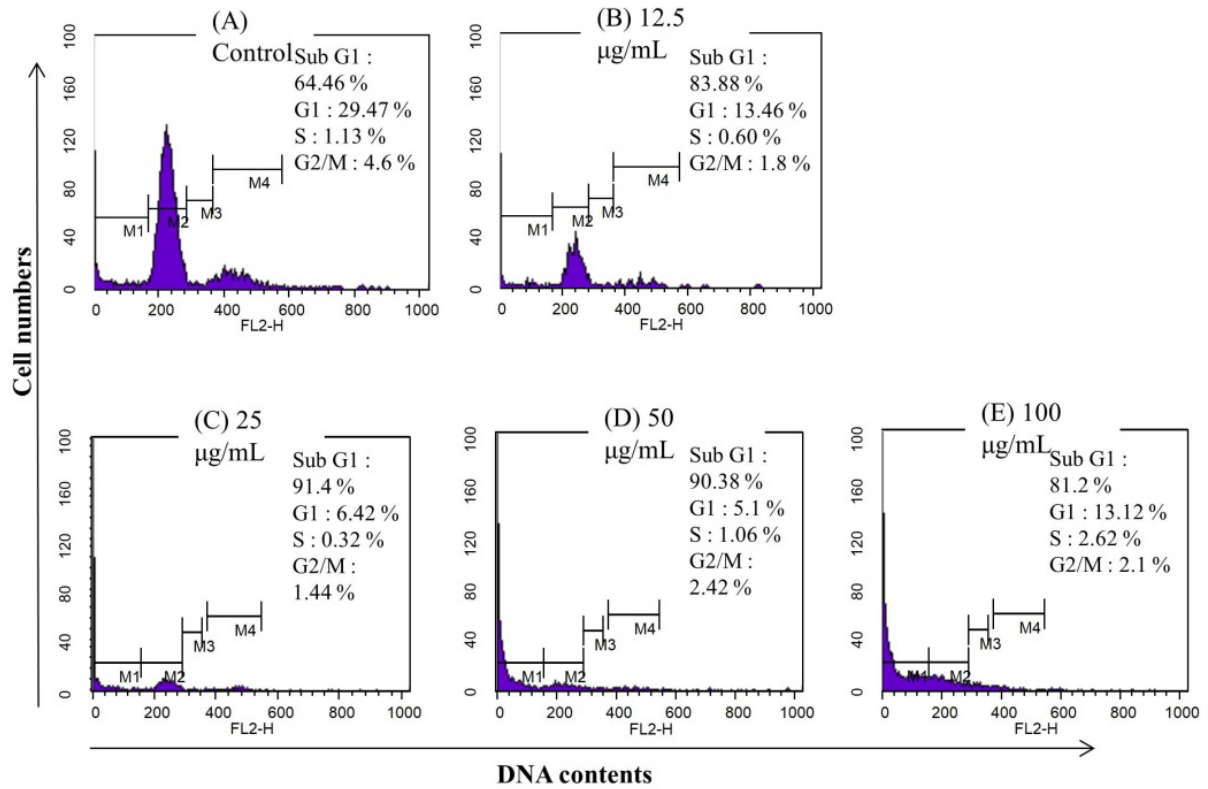 (A)
Control
Sub G1 :
64.46 %
G1 : 29.47 %
S : 1.13 %
G2/M : 4.6 %
100
160
120
80
40
0
M1
M2
M3
M4
0 200 400 600 800 1000
FL2-H
(B) 12.5
μg/mL
Sub G1 :
83.88 %
G1 : 13.46 %
S : 0.60 %
G2/M : 1.8 %
100
160
120
80
40
0
M1
M2
M3
M4
0 200 400 600 800 1000
FL2-H
Cell numbers
(C) 25
μg/mL
Sub G1 :
91.4 %
G1 : 6.42 %
S : 0.32 %
G2/M :
1.44 %
100
160
120
80
40
0
M1
M2
M3
M4
0 200 400 600 800 1000
FL2-H
(D) 50
μg/mL
Sub G1 :
90.38 %
G1 : 5.1 %
S : 1.06 %
G2/M :
2.42 %
100
160
120
80
40
0
M1
M2
M3
M4
0 200 400 600 800 1000
FL2-H
(E) 100
μg/mL
Sub G1 :
81.2 %
G1 : 13.12 %
S : 2.62 %
G2/M : 2.1 %
100
160
120
80
40
0
M1
M2
M3
M4
0 200 400 600 800 1000
FL2-H
DNA contents